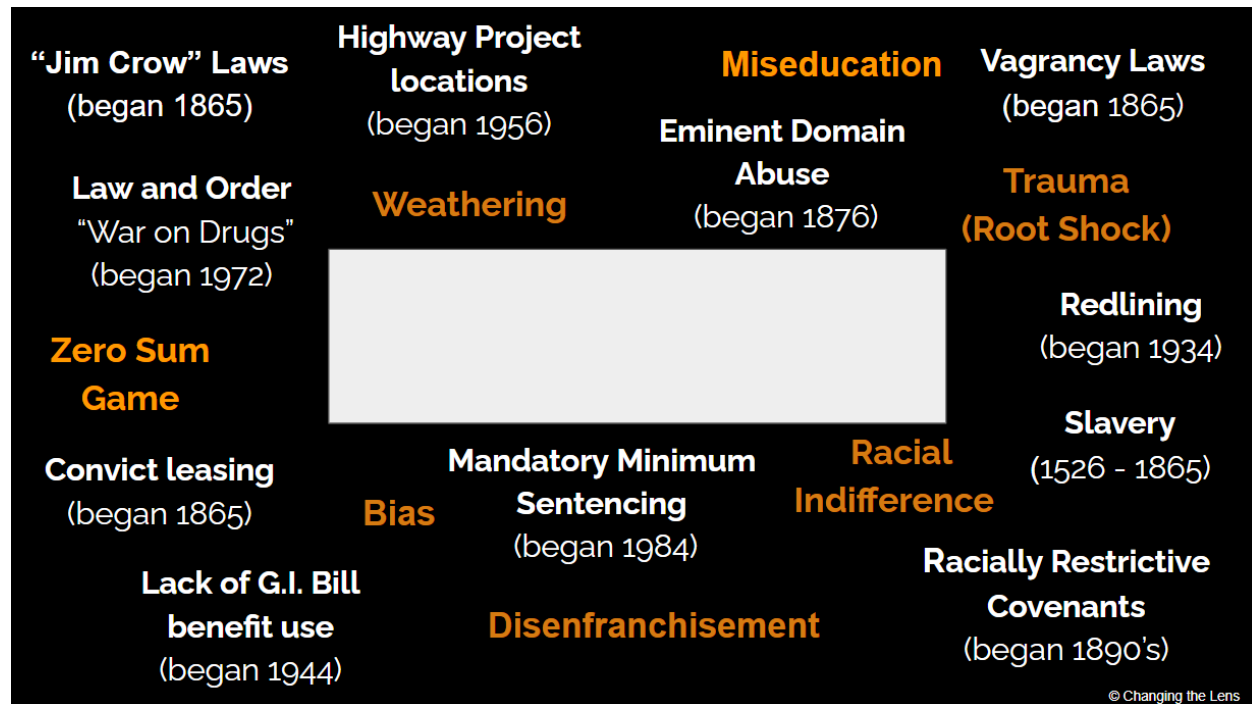 “Jim Crow” Laws
(began 1865)
Highway Project
locations
(began 1956)
Miseducation
Vagrancy Laws
(began 1865)
Law and Order
“War on Drugs”
(began 1972)
Weathering
Eminent Domain
Abuse
(began 1876)
Trauma
(Root Shock)
Zero Sum
Game
Redlining
(began 1934)
Slavery
(1526 - 1865)
Convict leasing
(began 1865)
Bias
Mandatory Minimum
Sentencing
(began 1984)
Racial
Indifference
Lack of G.I. Bill
benefit use
(began 1944)
Disenfranchisement
Racially Restrictive
Covenants
(began 1890’s)
© Changing the Lens